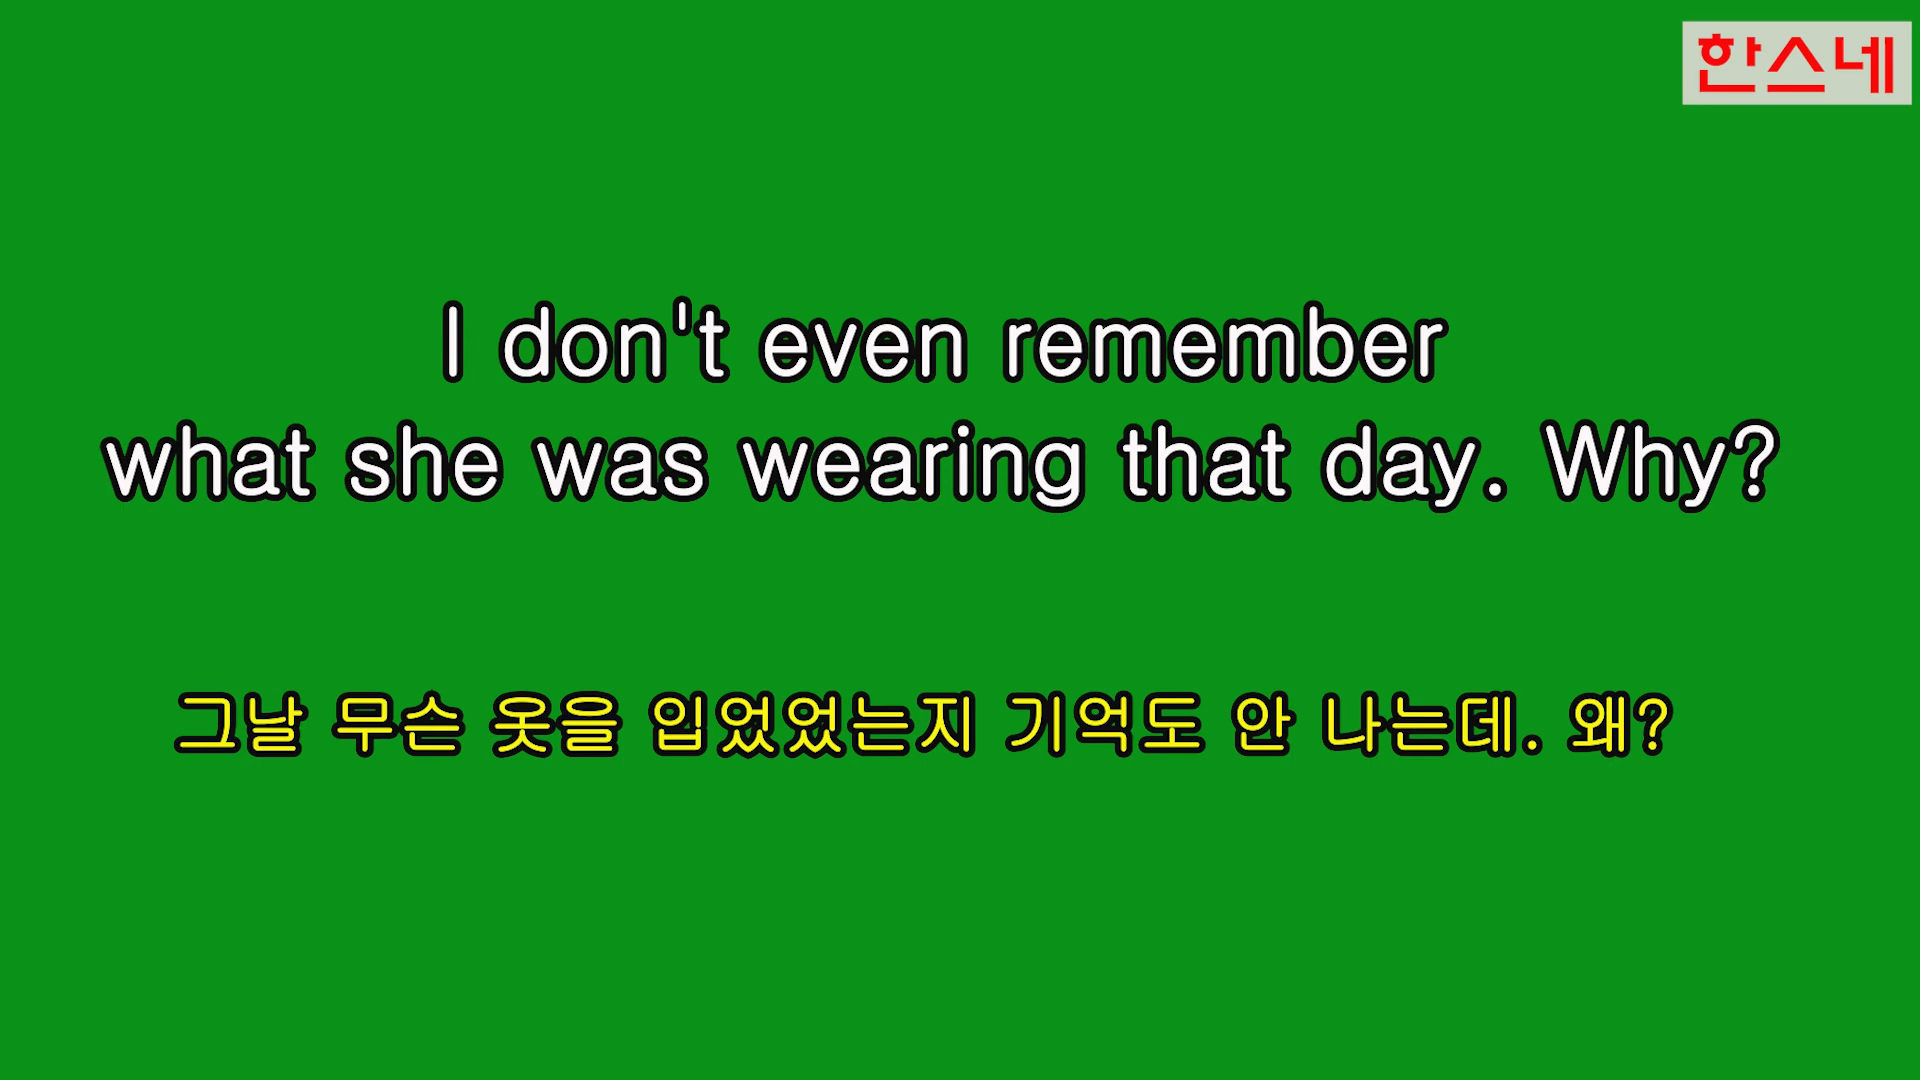 한스네
I don't even remember
what she was wearing that day. Why?
그날 무슨 옷을 입었었는지 기억도 안 나는데. 왜?